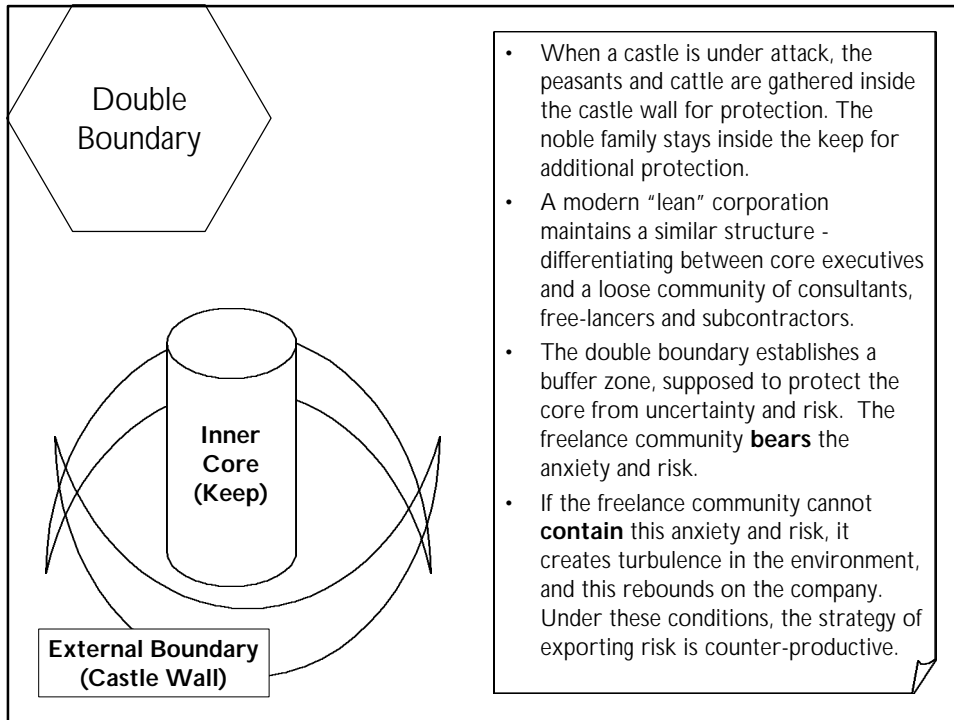 Double
Boundary
Inner
Core
(Keep)
External Boundary
(Castle Wall)
• When a castle is under attack, the
peasants and cattle are gathered inside
the castle wall for protection. The
noble family stays inside the keep for
additional protection.
• A modern “lean” corporation
maintains a similar structure -
differentiating between core executives
and a loose community of consultants,
free-lancers and subcontractors.
• The double boundary establishes a
buffer zone, supposed to protect the
core from uncertainty and risk. The
freelance community bears the
anxiety and risk.
• If the freelance community cannot
contain this anxiety and risk, it
creates turbulence in the environment,
and this rebounds on the company.
Under these conditions, the strategy of
exporting risk is counter-productive.